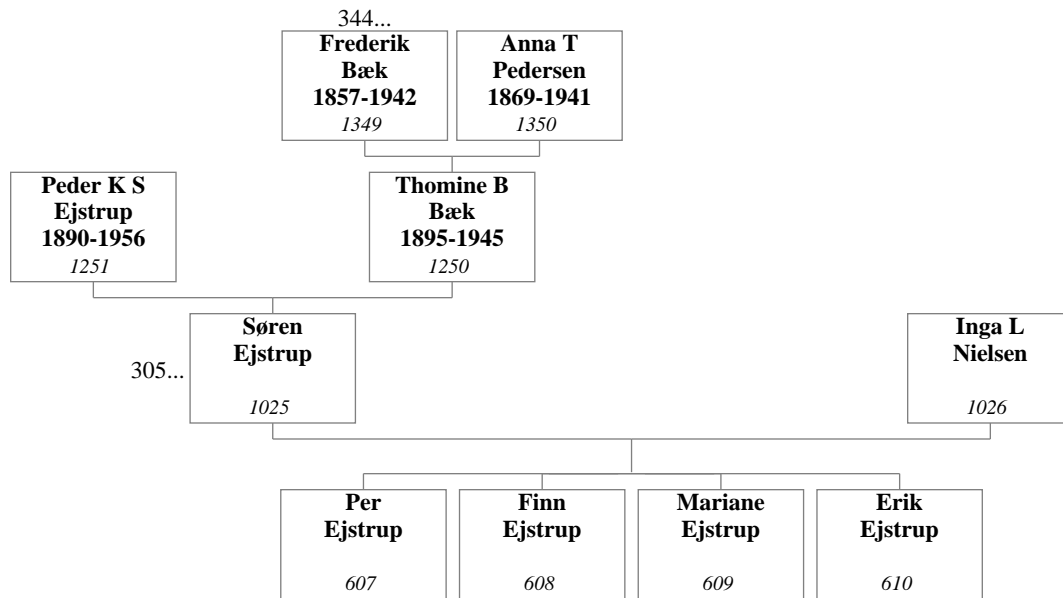 344...
Frederik
Bæk
1857-1942
1349
Anna T
Pedersen
1869-1941
1350
Peder K S
Ejstrup
1890-1956
1251
Thomine B
Bæk
1895-1945
1250
305...
Søren
Ejstrup
1025
Inga L
Nielsen
1026
Per
Ejstrup
607
Finn
Ejstrup
608
Mariane
Ejstrup
609
Erik
Ejstrup
610